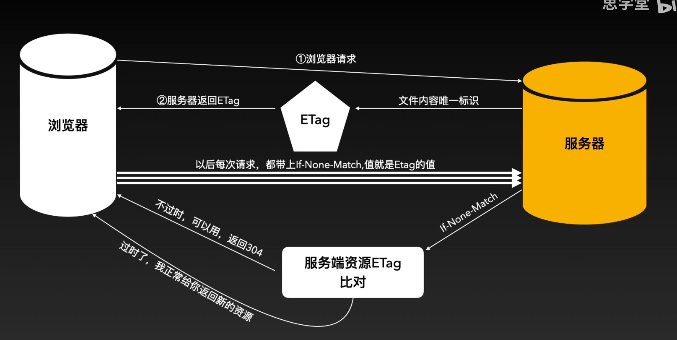 思学堂
①浏览器请求
浏览器
②服务器返回ETag
ETag
文件内容唯一标识
服务器
以后每次请求，都带上If-None-Match,值就是Etag的值
不过时，可以用，返回304
If-None-Match
过时了，我正常给你返回新的资源
服务端资源ETag
比对